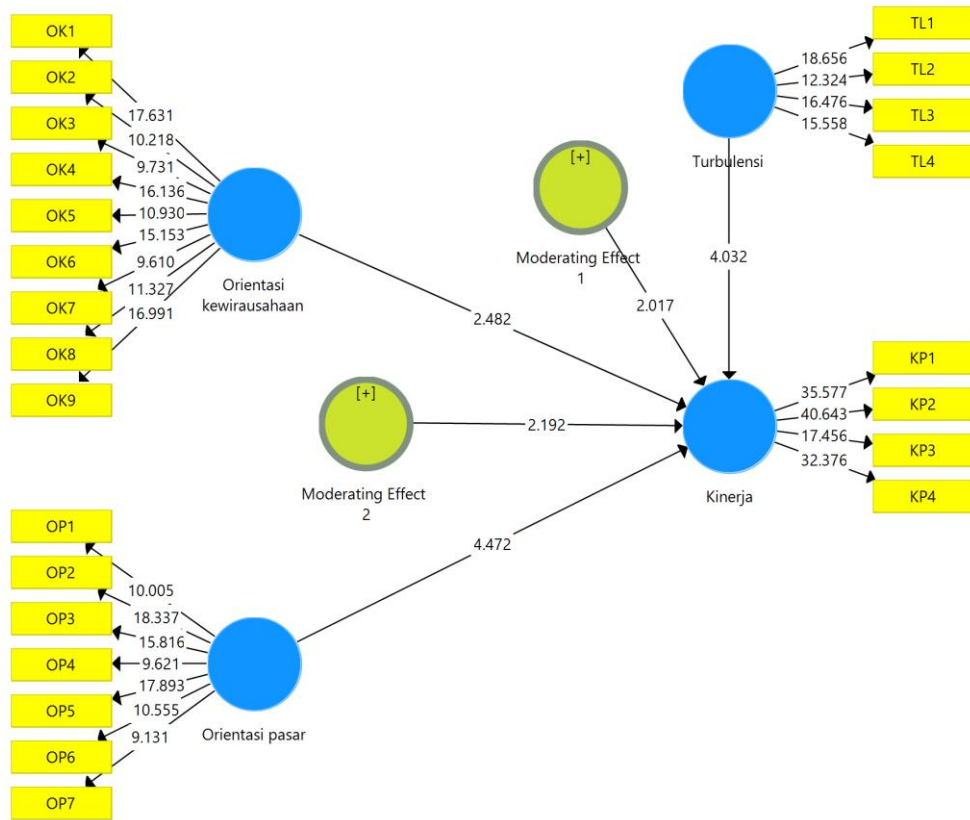 OK1
OK2
OK3
OK4
OK5
OK6
OK7
OK8
OK9
17.631
10.218
9.731
16.136
10.930
15.153
9.610
11.327
16.991
Orientasi
kewirausahaan
TL1
TL2
TL3
TL4
18.656
12.324
16.476
15.558
Turbulensi
[+]
Moderating Effect
1
2.017
4.032
2.482
[+]
Moderating Effect
2
2.192
4.472
KP1
KP2
KP3
KP4
35.577
40.643
17.456
32.376
Kinerja
OP1
OP2
OP3
OP4
OP5
OP6
OP7
10.005
18.337
15.816
9.621
17.893
10.555
9.131
Orientasi pasar